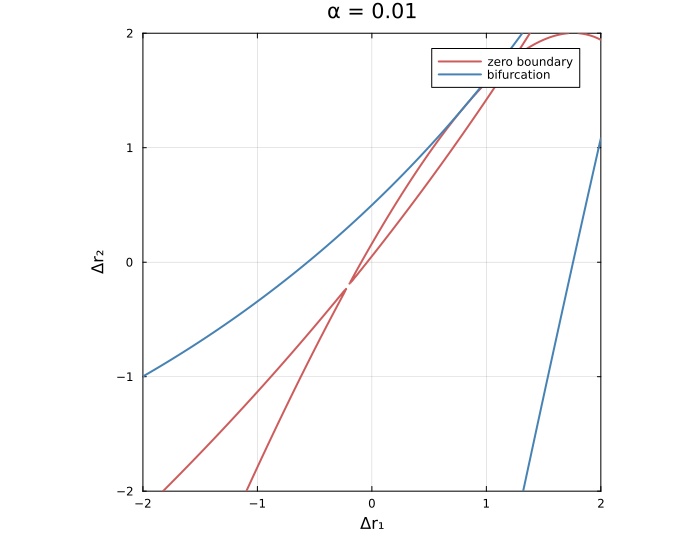 α = 0.01
zero boundary
bifurcation
2
1
0
−1
−2
Δr₂
−2
−1
0
1
2
Δr₁